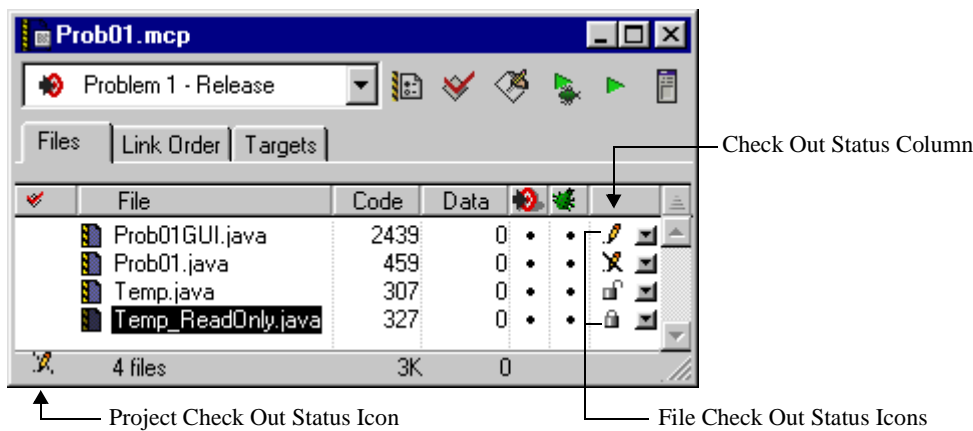 Prob01.mcp
Problem 1 - Release
Files Link Order Targets
Check Out Status Column
File Code Data
Prob01GUI.java 2439 0
Prob01.java 459 0
Temp.java 307 0
Temp_ReadOnly.java 327 0
4 files 3K 0
Project Check Out Status Icon
File Check Out Status Icons